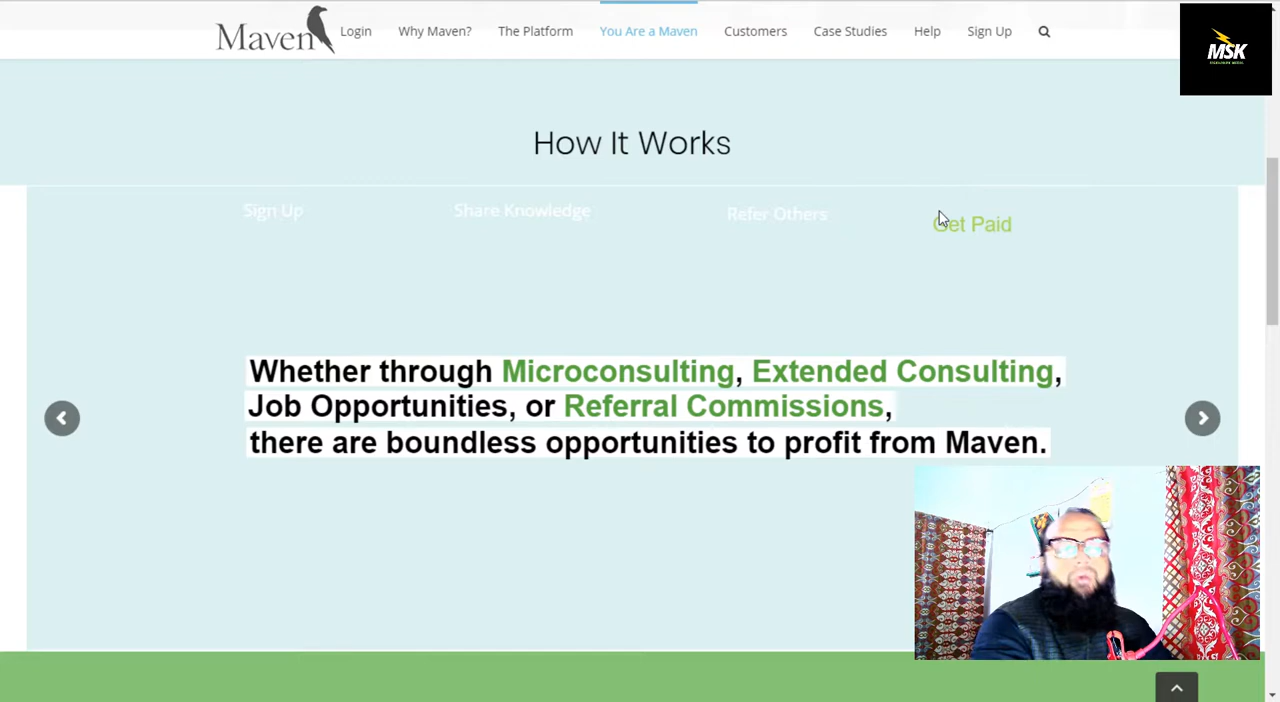 Maven
Login
Why Maven?
The Platform
You Are a Maven
Customers
Case Studies
Help
Sign Up
MSK
How It Works
Sign Up
Share Knowledge
Refer Others
Get Paid
Whether through Microconsulting, Extended Consulting,
Job Opportunities, or Referral Commissions,
there are boundless opportunities to profit from Maven.